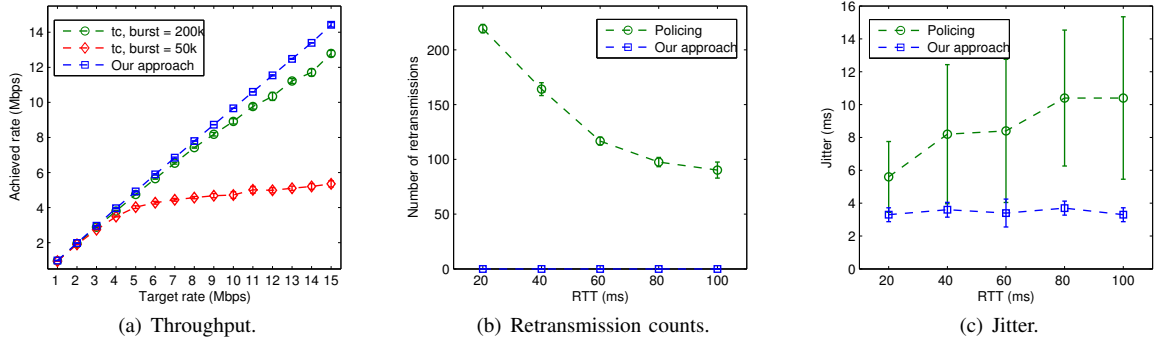 14
12
10
8
6
4
2
Achieved rate (Mbps)
tc, burst = 200k
tc, burst = 50k
Our approach
1 2 3 4 5 6 7 8 9 10 11 12 13 14 15
Target rate (Mbps)
(a) Throughput.
200
150
100
50
0
Number of retransmissions
Policing
Our approach
20 40 60 80 100
RTT (ms)
(b) Retransmission counts.
16
14
12
10
8
6
4
2
0
Jitter (ms)
Policing
Our approach
20 40 60 80 100
RTT (ms)
(c) Jitter.